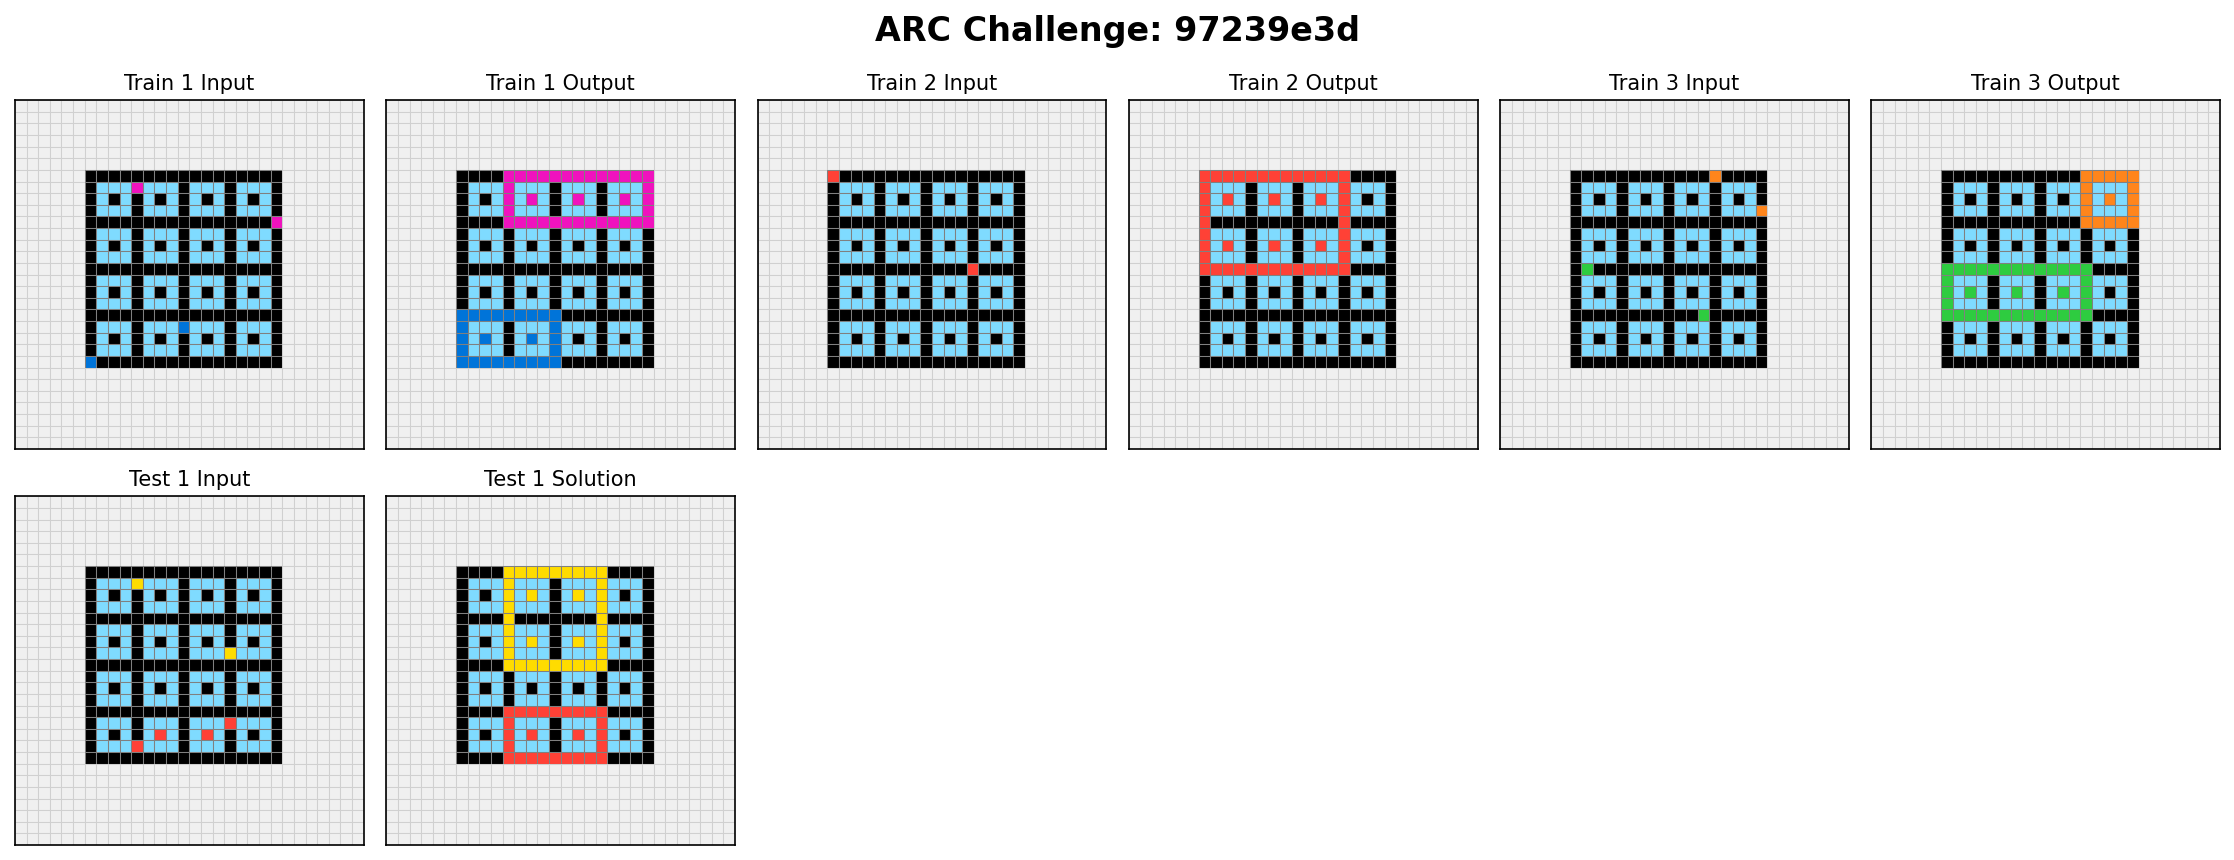 ARC Challenge: 97239e3d
Train 1 Input
Train 1 Output
Train 2 Input
Train 2 Output
Train 3 Input
Train 3 Output
Test 1 Input
Test 1 Solution